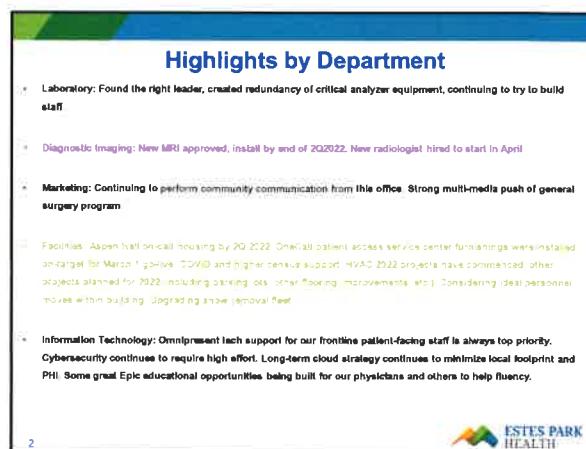 Highlights by Department
Laboratory: Found the right leader, created redundancy of critical analyzer equipment, continuing to try to build
staff
Diagnostic Imaging: New MRI approved, install by end of 2Q2022. New radiologist hired to start in April
Marketing: Continuing to perform community communication from this office. Strong multi-media push of general
surgery program
Facilities: Aspen on-call housing by 2Q 2022. OneCall patient access service center furnishings were installed
on-target for March 1 go-live. COVID and higher census support. HVAC 2022 projects have commenced, other
projects planned for 2022 including parking lots, other flooring improvements, etc.). Considering ideal personnel
moves within building. Upgrading snow removal fleet
Information Technology: Omnipresent tech support for our frontline patient-facing staff is always top priority.
Cybersecurity continues to require high effort. Long-term cloud strategy continues to minimize local footprint and
PHI. Some great Epic educational opportunities being built for our physicians and others to help fluency.
2
ESTES PARK
HEALTH